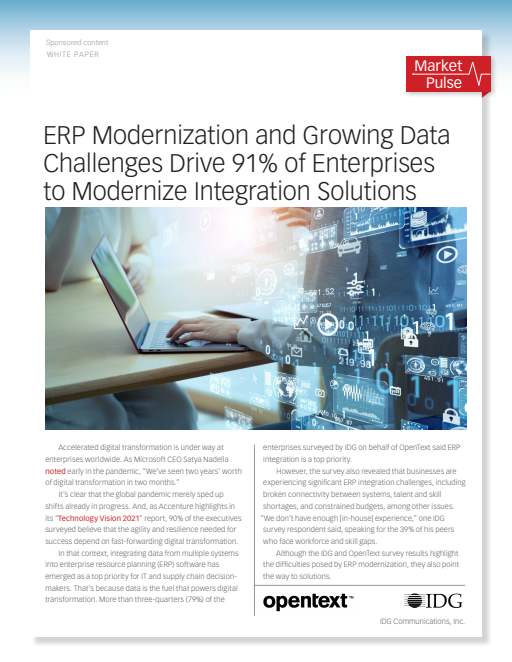 Sponsored content
WHITE PAPER
Market
Pulse
ERP Modernization and Growing Data
Challenges Drive 91% of Enterprises
to Modernize Integration Solutions
Accelerated digital transformation is under way at
enterprises worldwide. As Microsoft CEO Satya Nadella
noted early in the pandemic, “We’ve seen two years’ worth
of digital transformation in two months.”
It’s clear that the global pandemic merely sped up
shifts already in progress. And, as Accenture highlights in
its “Technology Vision 2021” report, 90% of the executives
surveyed believe that the agility and resilience needed for
success depend on fast-forwarding digital transformation.
In that context, integrating data from multiple systems
into enterprise resource planning (ERP) software has
emerged as a top priority for IT and supply chain decision-
makers. That’s because data is the fuel that powers digital
transformation. More than three-quarters (79%) of the
enterprises surveyed by IDG on behalf of OpenText said ERP
integration is a top priority.
However, the survey also revealed that businesses are
experiencing significant ERP integration challenges, including
broken connectivity between systems, talent and skill
shortages, and constrained budgets, among other issues.
“We don’t have enough [in-house] experience,” one IDG
survey respondent said, speaking for the 39% of his peers
who face workforce and skill gaps.
Although the IDG and OpenText survey results highlight
the difficulties posed by ERP modernization, they also point
the way to solutions.
opentext™
IDG
IDG Communications, Inc.